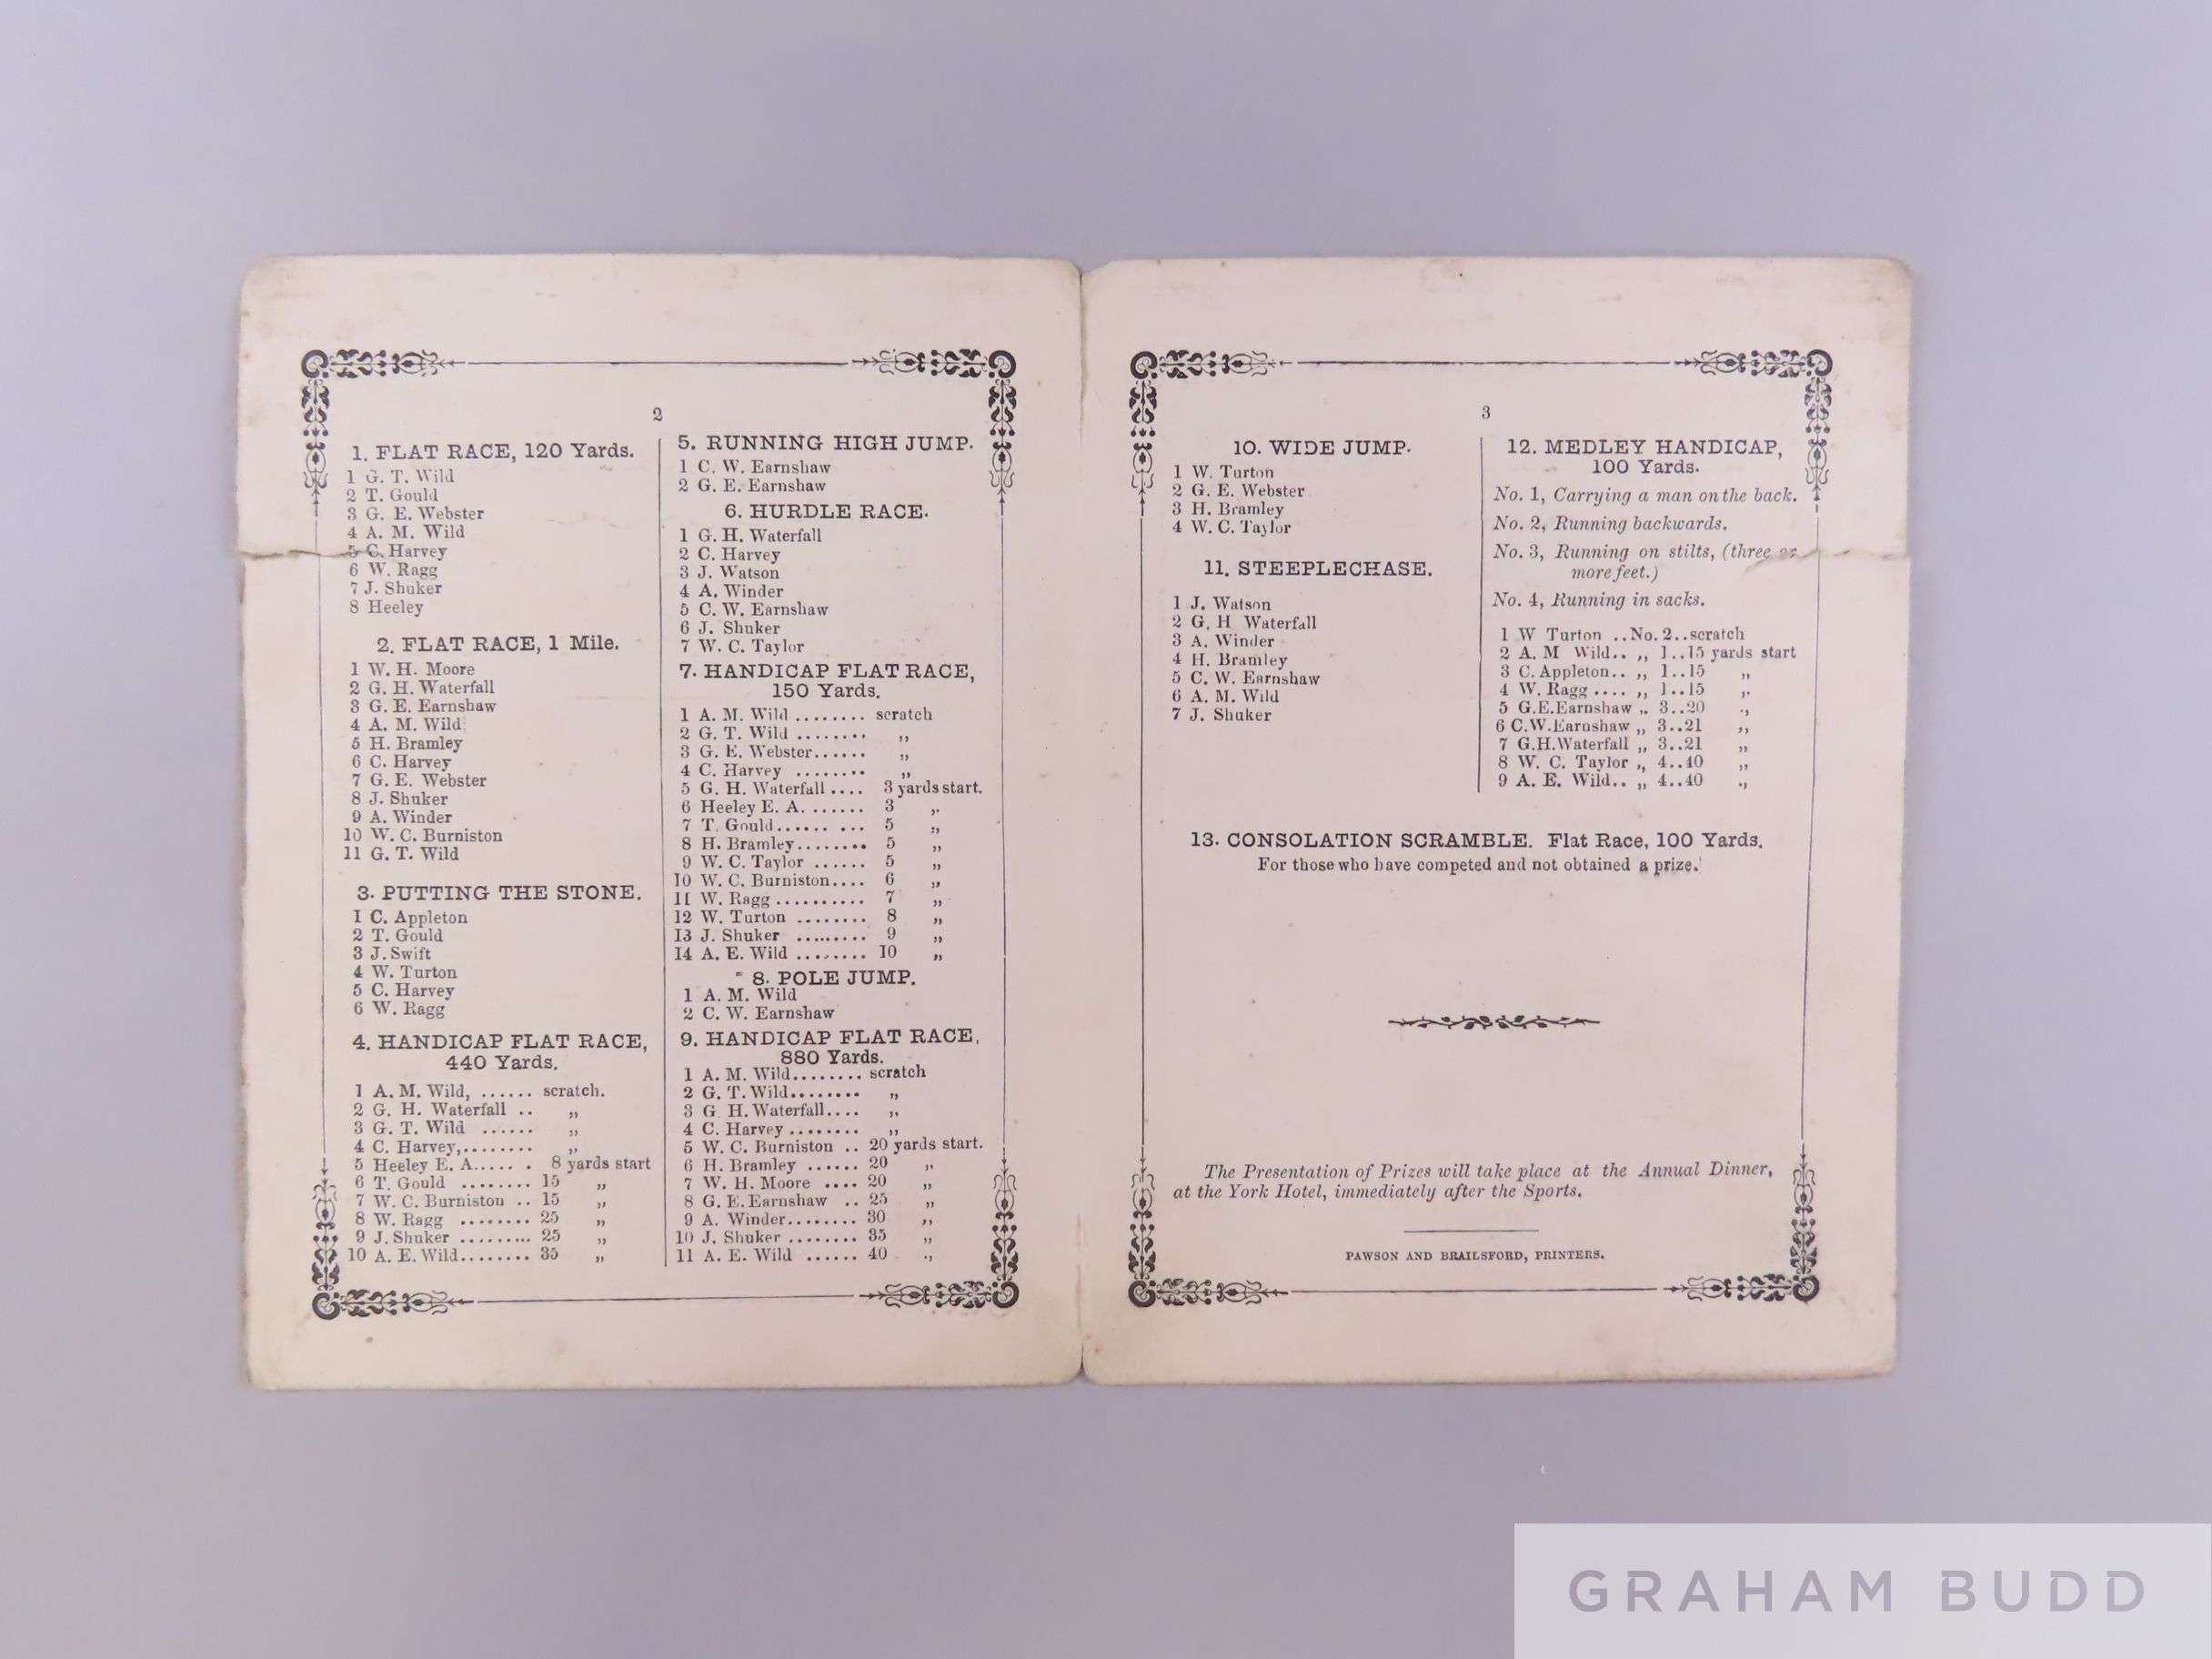 2
1. FLAT RACE, 120 Yards.
1 G. T. Wild
2 T. Gould
3 G. E. Webster
4 A. M. Wild
5 C. Harvey
6 W. Ragg
7 J. Shuker
8 Heeley
2. FLAT RACE, 1 Mile.
1 W. H. Moore
2 G. H. Waterfall
3 G. E. Earnshaw
4 A. M. Wild
5 H. Bramley
6 C. Harvey
7 G. E. Webster
8 J. Shuker
9 A. Winder
10 W. C. Burniston
11 G. T. Wild
3. PUTTING THE STONE.
1 C. Appleton
2 T. Gould
3 J. Swift
4 W. Turton
5 C. Harvey
6 W. Ragg
4. HANDICAP FLAT RACE,
440 Yards.
1 A. M. Wild, ...... scratch.
2 G. H. Waterfall .. ,,
3 G. T. Wild ...... ,,
4 C. Harvey,........ ,,
5 Heeley E. A..... . 8 yards start
6 T. Gould ........ 15 ,,
7 W. C. Burniston .. 15 ,,
8 W. Ragg ........ 25 ,,
9 J. Shuker ......... 25 ,,
10 A. E. Wild........ 35 ,,
5. RUNNING HIGH JUMP.
1 C. W. Earnshaw
2 G. E. Earnshaw
6. HURDLE RACE.
1 G. H. Waterfall
2 C. Harvey
3 J. Watson
4 A. Winder
5 C. W. Earnshaw
6 J. Shuker
7 W. C. Taylor
7. HANDICAP FLAT RACE,
150 Yards.
1 A. M. Wild ........ scratch
2 G. T. Wild ........ ,,
3 G. E. Webster...... ,,
4 C. Harvey ........ ,,
5 G. H. Waterfall .... 3 yards start.
6 Heeley E. A. ...... 3 ,,
7 T. Gould...... ... 5 ,,
8 H. Bramley........ 5 ,,
9 W. C. Taylor ...... 5 ,,
10 W. C. Burniston.... 6 ,,
11 W. Ragg .......... 7 ,,
12 W. Turton ........ 8 ,,
13 J. Shuker ......... 9 ,,
14 A. E. Wild ........ 10 ,,
8. POLE JUMP.
1 A. M. Wild
2 C. W. Earnshaw
9. HANDICAP FLAT RACE,
880 Yards.
1 A. M. Wild........ scratch
2 G. T. Wild........ ,,
3 G. H. Waterfall.... ,,
4 C. Harvey ........ ,,
5 W. C. Burniston .. 20 yards start.
6 H. Bramley ...... 20 ,,
7 W. H. Moore .... 20 ,,
8 G. E. Earnshaw .. 25 ,,
9 A. Winder........ 30 ,,
10 J. Shuker ........ 35 ,,
11 A. E. Wild ...... 40 ,,
3
10. WIDE JUMP.
1 W. Turton
2 G. E. Webster
3 H. Bramley
4 W. C. Taylor
11. STEEPLECHASE.
1 J. Watson
2 G. H Waterfall
3 A. Winder
4 H. Bramley
5 C. W. Earnshaw
6 A. M. Wild
7 J. Shuker
12. MEDLEY HANDICAP,
100 Yards.
No. 1, Carrying a man on the back.
No. 2, Running backwards.
No. 3, Running on stilts, (three or
more feet.)
No. 4, Running in sacks.
1 W Turton ..No. 2..scratch
2 A. M Wild.. ,, 1..15 yards start
3 C. Appleton.. ,, 1..15 ,,
4 W. Ragg .... ,, 1..15 ,,
5 G.E.Earnshaw ,, 3..20 ,,
6 C.W.Earnshaw ,, 3..21 ,,
7 G.H.Waterfall ,, 3..21 ,,
8 W. C. Taylor ,, 4..40 ,,
9 A. E. Wild.. ,, 4..40 ,,
13. CONSOLATION SCRAMBLE. Flat Race, 100 Yards.
For those who have competed and not obtained a prize.
The Presentation of Prizes will take place at the Annual Dinner,
at the York Hotel, immediately after the Sports.
PAWSON AND BRAILSFORD, PRINTERS.
GRAHAM BUDD